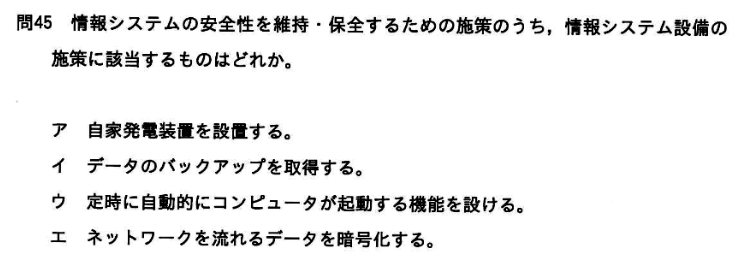 問45 情報システムの安全性を維持・保全するための施策のうち，情報システム設備の
施策に該当するものはどれか。
ア 自家発電装置を設置する。
イ データのバックアップを取得する。
ウ 定時に自動的にコンピュータが起動する機能を設ける。
エ ネットワークを流れるデータを暗号化する。